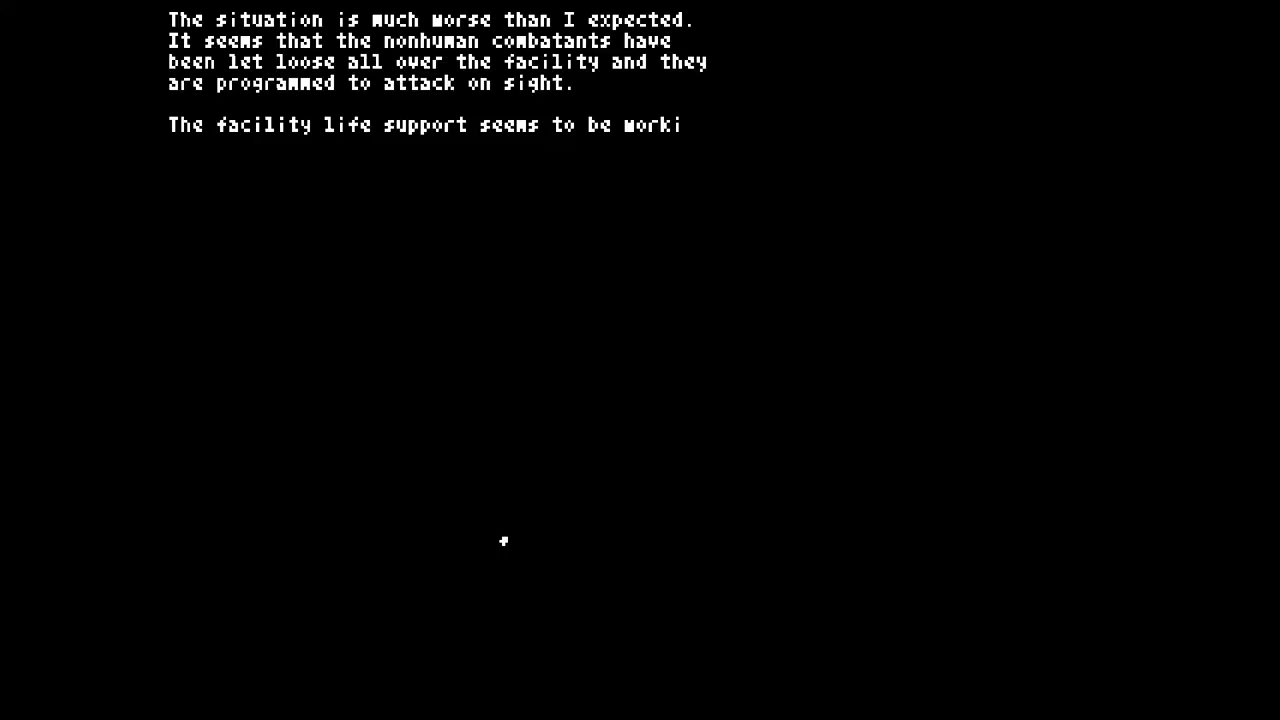 The situation is much worse than I expected.
It seems that the nonhuman combatants have
been let loose all over the facility and they
are programmed to attack on sight.
The facility life support seems to be worki